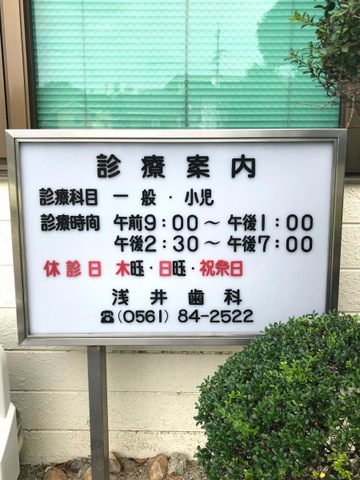 診療案内
診療科目 一般・小児
診療時間 午前9:00～午後1:00
午後2:30～午後7:00
休診日 木旺・日旺・祝祭日
浅井歯科
☎(0561) 84-2522